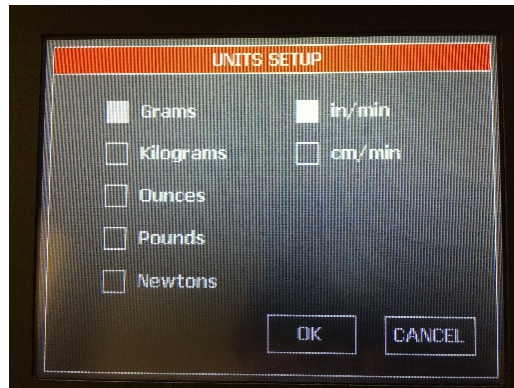 UNITS SETUP
Grams
in/min
Kilograms
cm/min
Ounces
Pounds
Newtons
OK
CANCEL